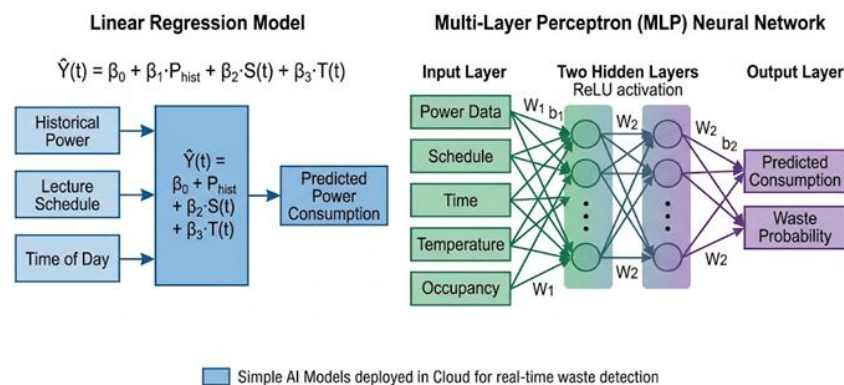 Linear Regression Model
Ŷ(t) = β₀ + β₁·P_hist + β₂·S(t) + β₃·T(t)
Historical
Power
Lecture
Schedule
Time of Day
Ŷ(t) =
β₀ + P_hist
+ β₂·S(t)
+ β₃·T(t)
Predicted
Power
Consumption
Multi-Layer Perceptron (MLP) Neural Network
Input Layer
Two Hidden Layers
ReLU activation
Output Layer
Power Data
Schedule
Time
Temperature
Occupancy
W₁
b₁
W₁
W₂
W₂
W₂
b₂
W₂
Predicted
Consumption
Waste
Probability
Simple AI Models deployed in Cloud for real-time waste detection